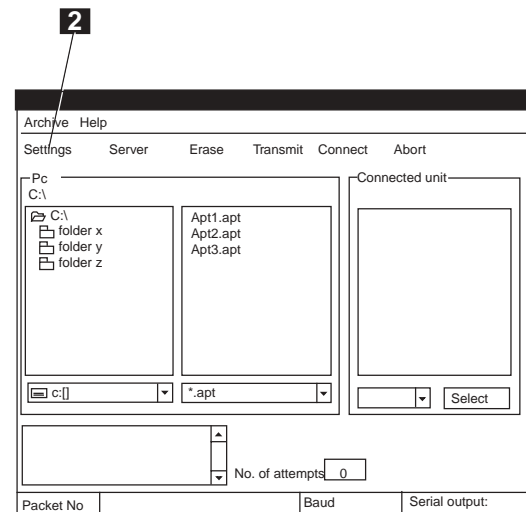 2
Archive Help
Settings Server Erase Transmit Connect Abort
Pc
Connected unit
C:\
C:\
folder x
folder y
folder z
Apt1.apt
Apt2.apt
Apt3.apt
c:[]
*.apt
Select
No. of attempts 0
Packet No Baud Serial output: